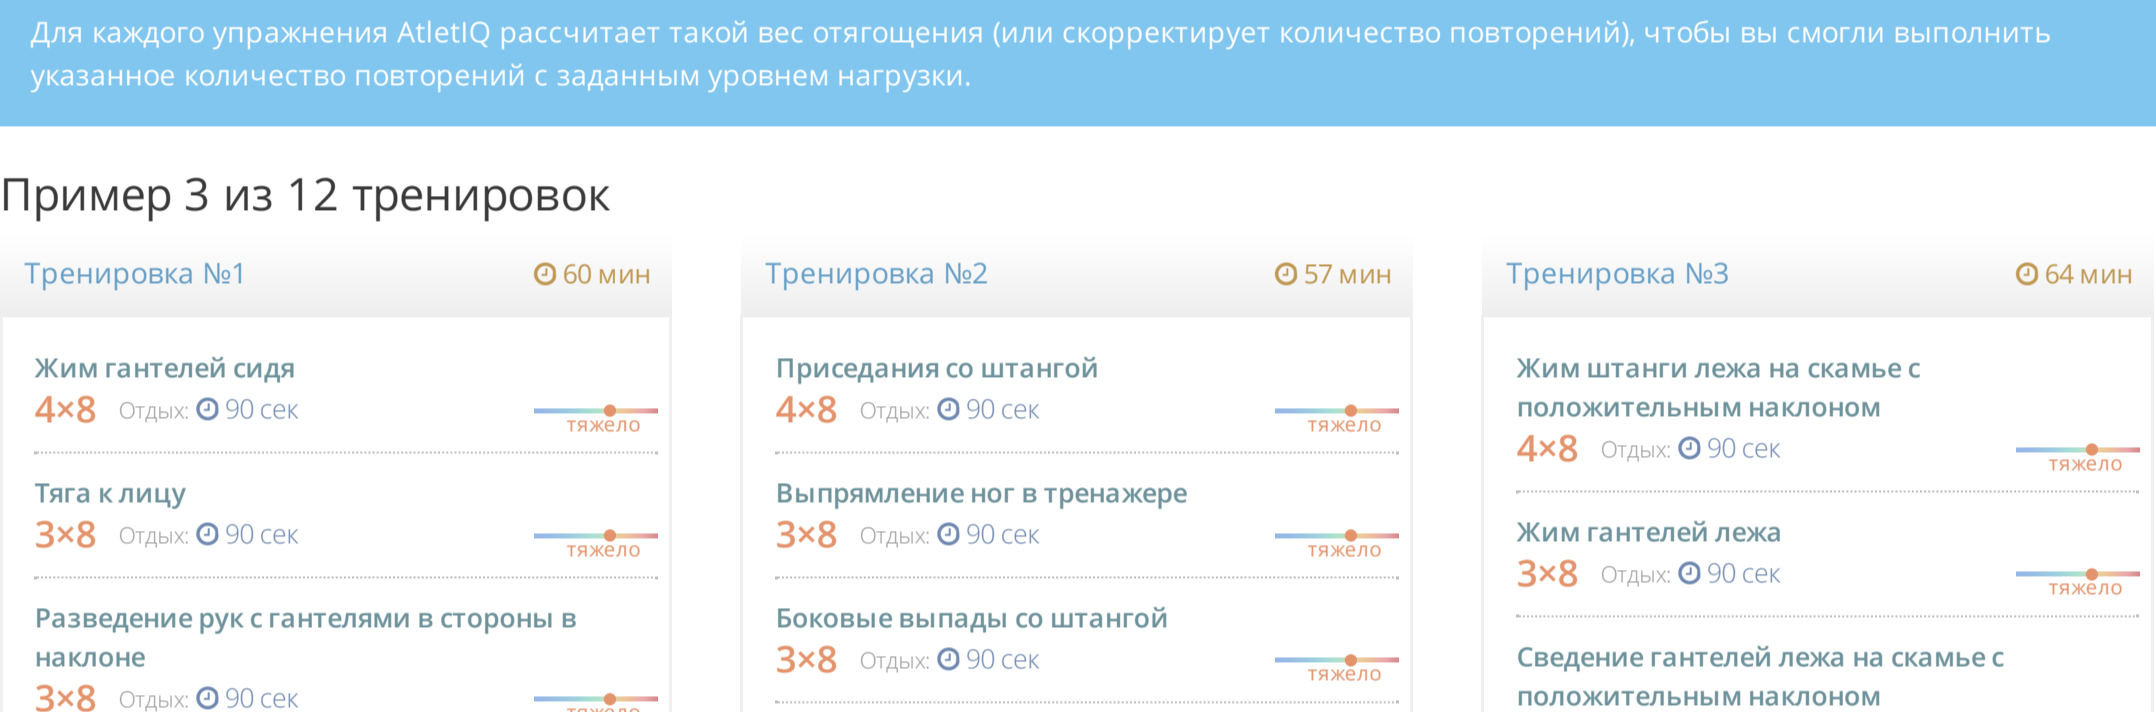 Для каждого упражнения AtletIQ рассчитает такой вес отягощения (или скорректирует количество повторений), чтобы вы смогли выполнить
указанное количество повторений с заданным уровнем нагрузки.
Пример 3 из 12 тренировок
Тренировка №1 60 мин
Жим гантелей сидя
4×8 Отдых: 90 сек
тяжело
Тяга к лицу
3×8 Отдых: 90 сек
тяжело
Разведение рук с гантелями в стороны в
наклоне
3×8 Отдых: 90 сек
тяжело
Тренировка №2 57 мин
Приседания со штангой
4×8 Отдых: 90 сек
тяжело
Выпрямление ног в тренажере
3×8 Отдых: 90 сек
тяжело
Боковые выпады со штангой
3×8 Отдых: 90 сек
тяжело
Тренировка №3 64 мин
Жим штанги лежа на скамье с
положительным наклоном
4×8 Отдых: 90 сек
тяжело
Жим гантелей лежа
3×8 Отдых: 90 сек
тяжело
Сведение гантелей лежа на скамье с
положительным наклоном